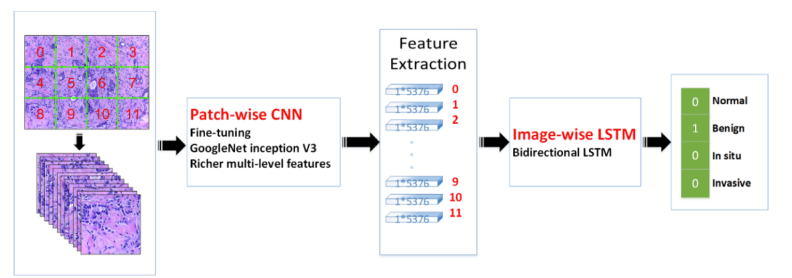 0 1 2 3
4 5 6 7
8 9 10 11
Patch-wise CNN
Fine-tuning
GoogleNet inception V3
Richer multi-level features
Feature
Extraction
1*5376 0
1*5376 1
1*5376 2
1*5376 9
1*5376 10
1*5376 11
Image-wise LSTM
Bidirectional LSTM
0 Normal
1 Benign
0 In situ
0 Invasive